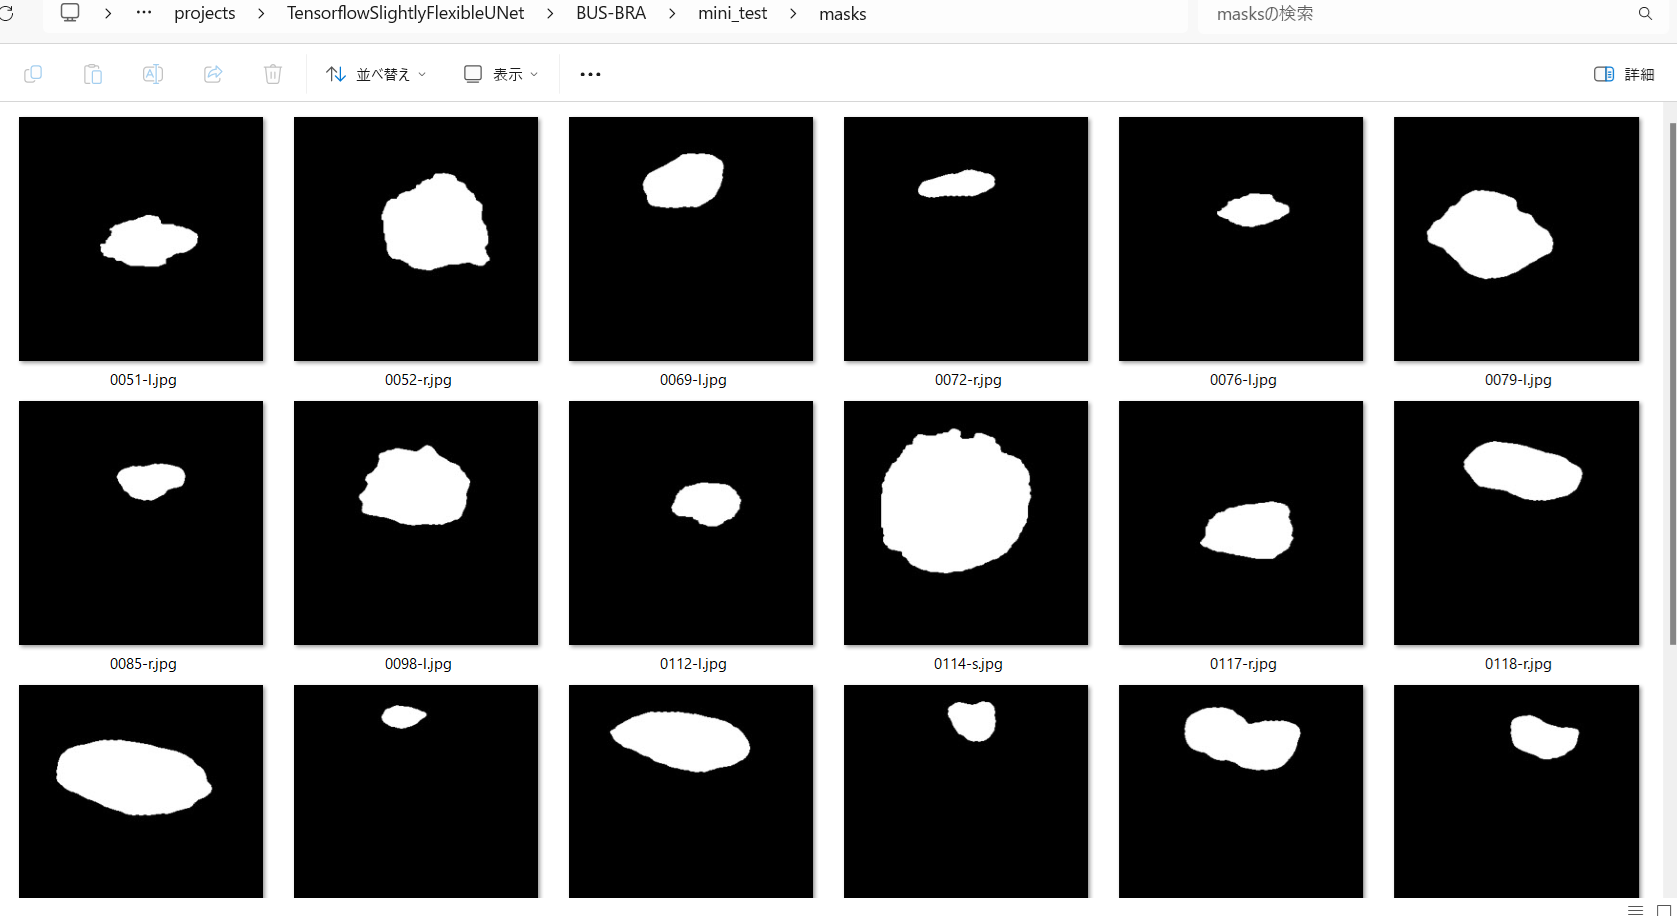 projects > TensorflowSlightlyFlexibleUNet > BUS-BRA > mini_test > masks
masksの検索
並べ替え 表示 詳細
0051-l.jpg 0052-r.jpg 0069-l.jpg 0072-r.jpg 0076-l.jpg 0079-l.jpg
0085-r.jpg 0098-l.jpg 0112-l.jpg 0114-s.jpg 0117-r.jpg 0118-r.jpg